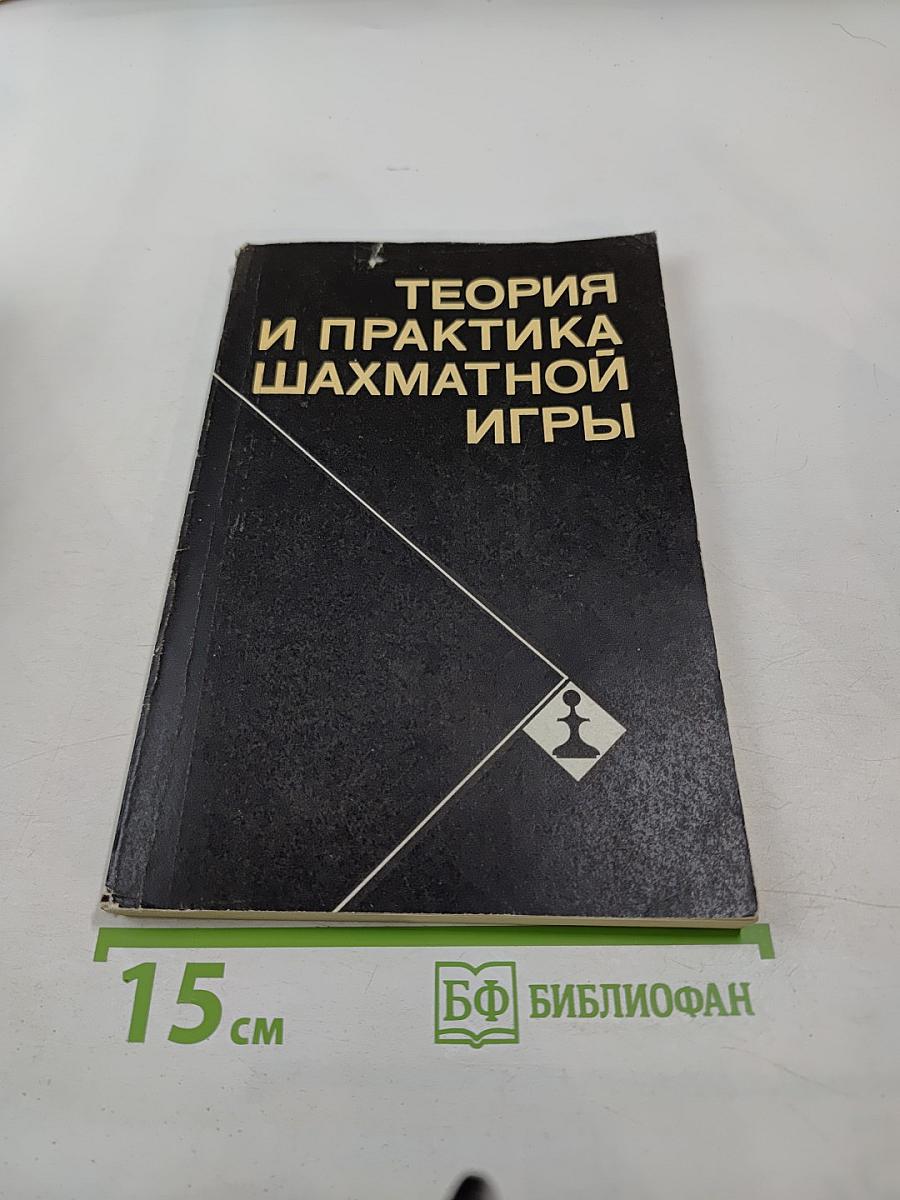 ТЕОРИЯ
И ПРАКТИКА
ШАХМАТНОЙ
ИГРЫ
15 см
БФ БИБЛИОФАН